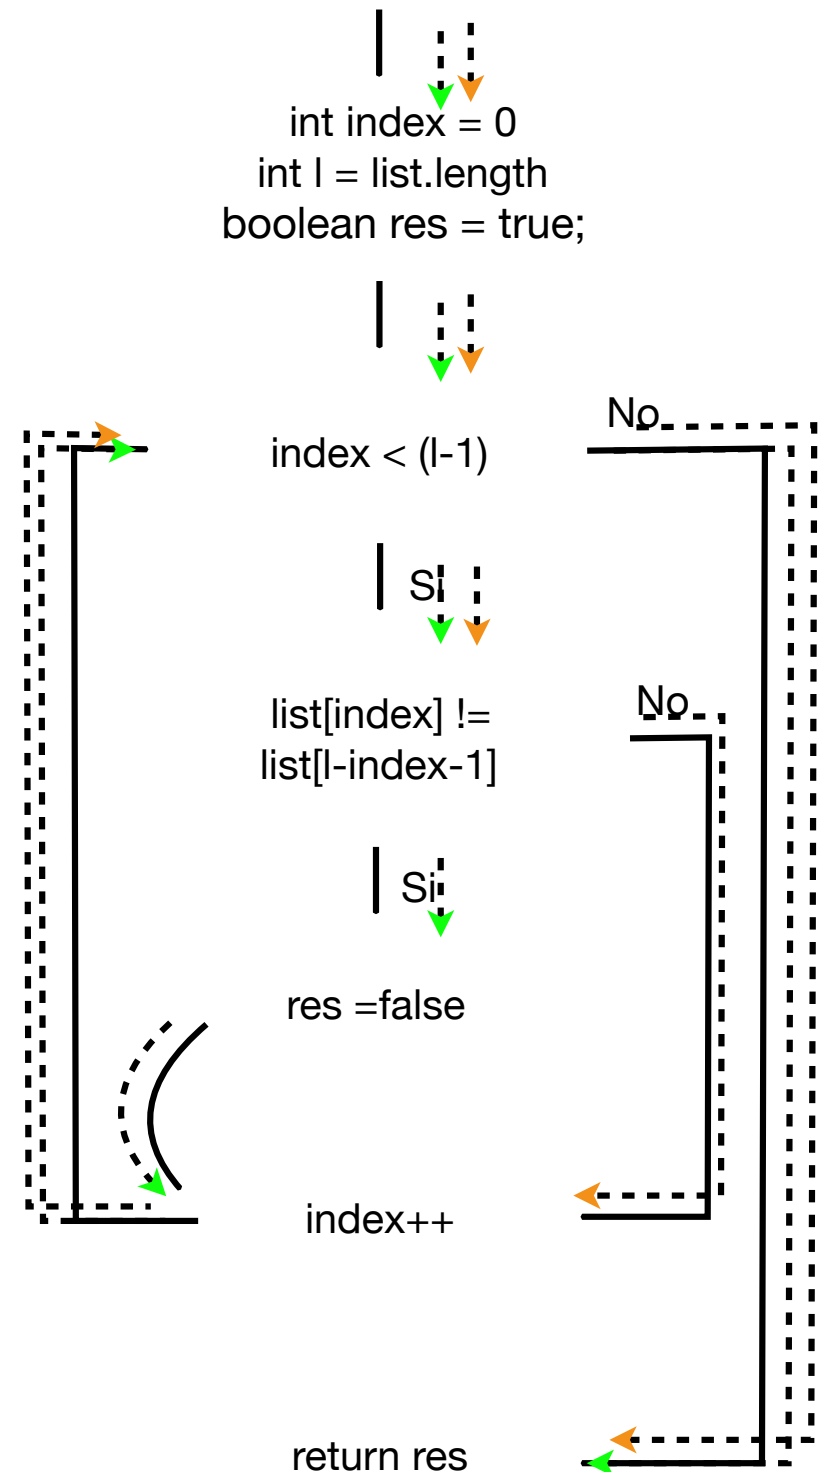 int index = 0
int l = list.length
boolean res = true;
No
index < (l-1)
Si
No
list[index] !=
list[l-index-1]
Si
res =false
index++
return res